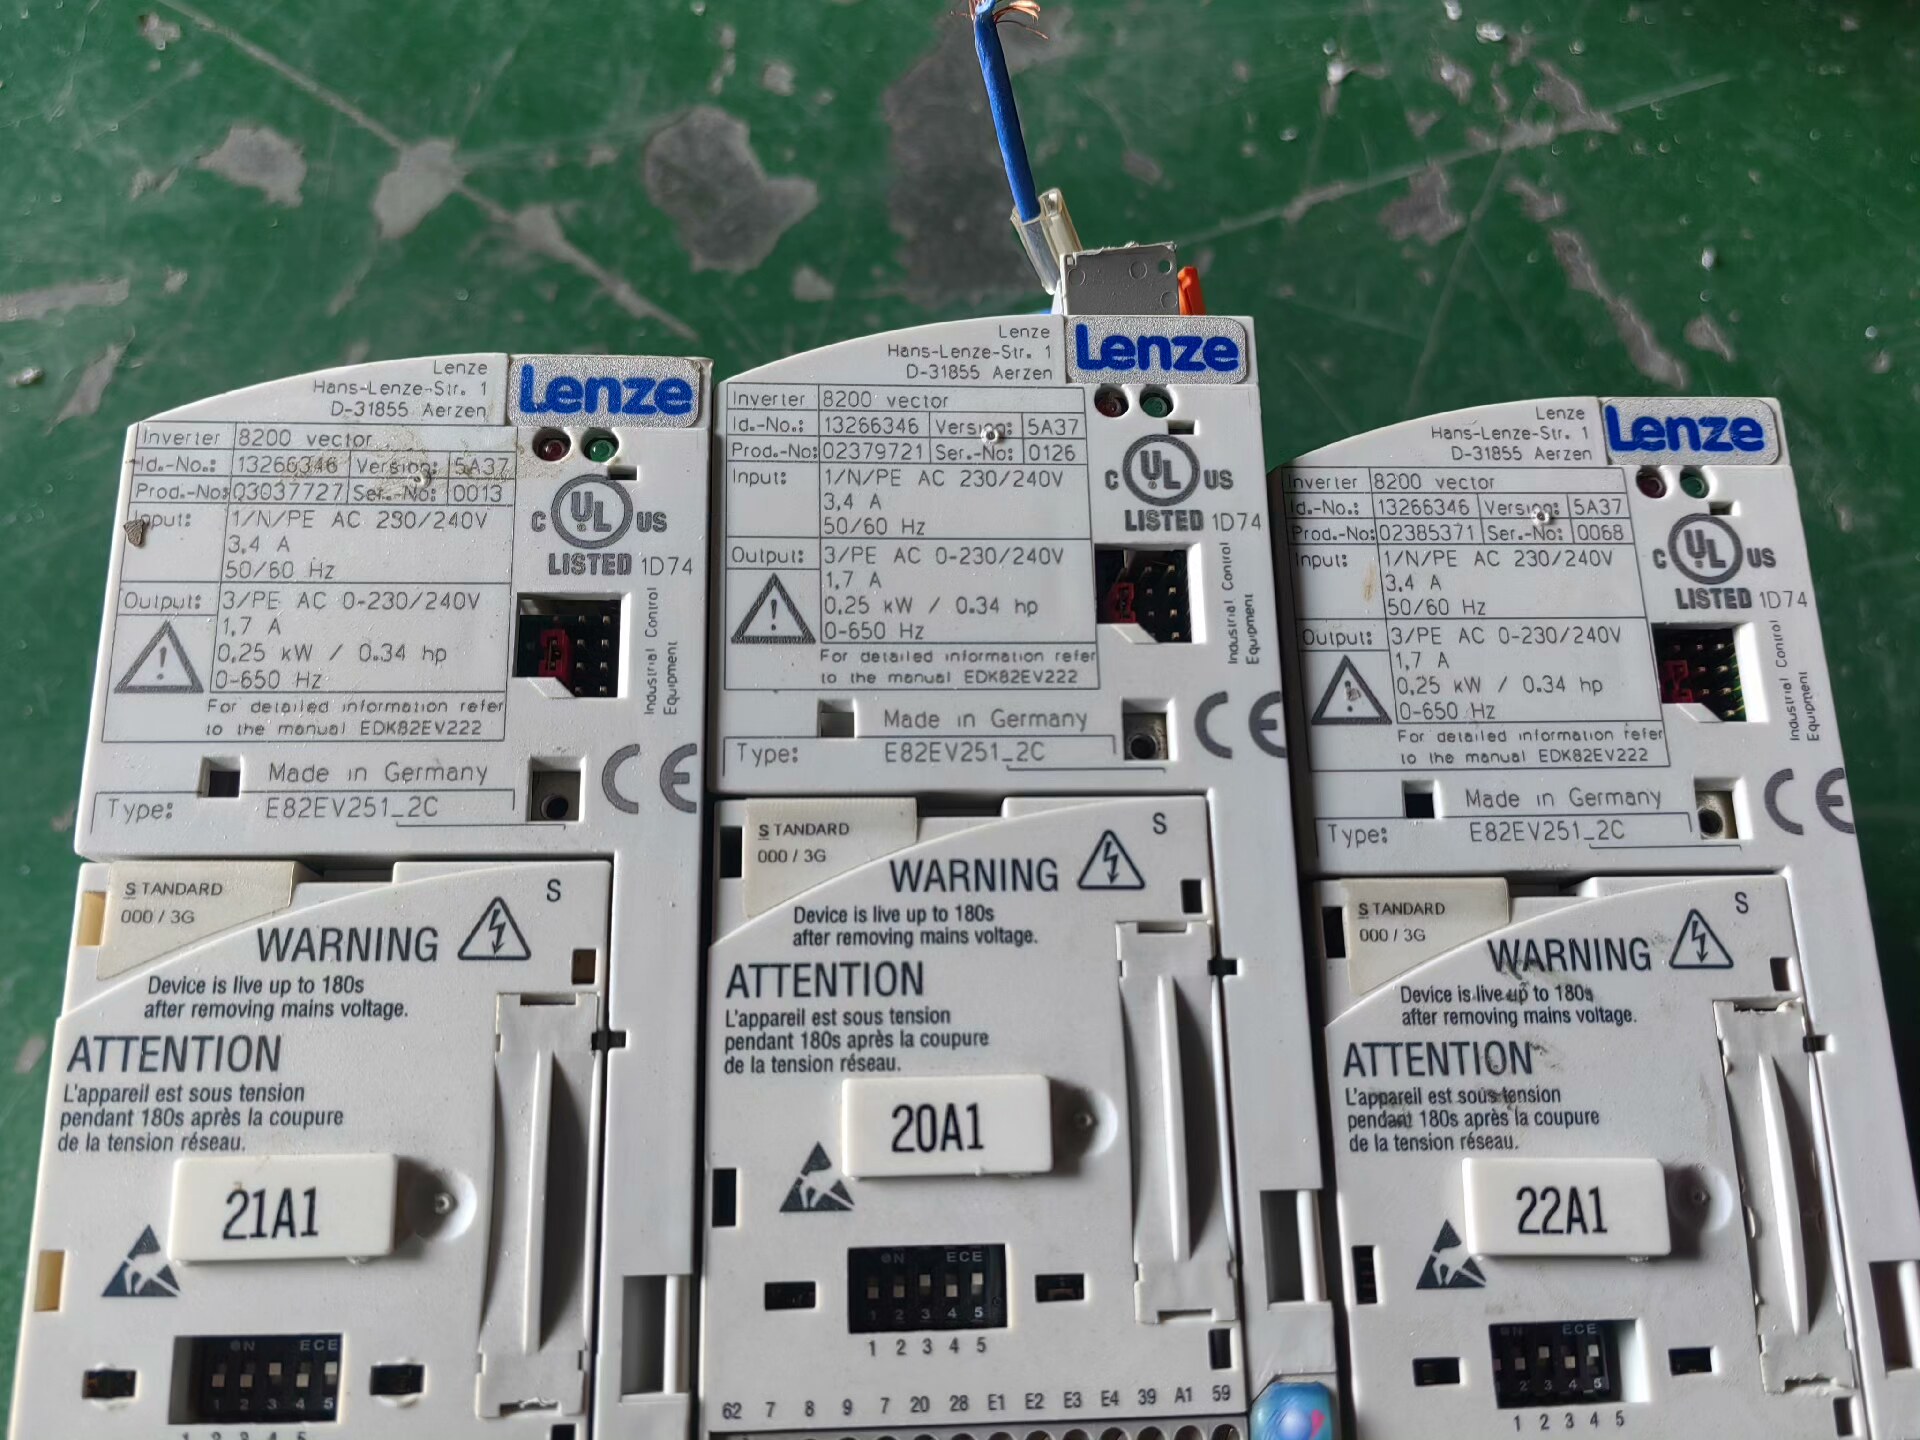 Lenze
Hans-Lenze-Str. 1
D-31855 Aerzen
Lenze
Inverter 8200 vector
Id.-No.: 13266346 Version: 5A37
Prod.-No: 03037727 Ser.-No: 0013
Input: 1/N/PE AC 230/240V
3,4 A
50/60 Hz
Output: 3/PE AC 0-230/240V
1,7 A
0,25 kW / 0.34 hp
0-650 Hz
For detailed information refer
to the manual EDK82EV222
C UL US
LISTED 1D74
Industrial Control
Equipment
Made in Germany
CE
Type: E82EV251_2C
STANDARD
000 / 3G
S
WARNING
Device is live up to 180s
after removing mains voltage.
ATTENTION
L'appareil est sous tension
pendant 180s après la coupure
de la tension réseau.
21A1
ON ECE
1 2 3 4 5
1 2 3 4 5
Lenze
Hans-Lenze-Str. 1
D-31855 Aerzen
Lenze
Inverter 8200 vector
Id.-No.: 13266346 Version: 5A37
Prod.-No: 02379721 Ser.-No: 0126
Input: 1/N/PE AC 230/240V
3,4 A
50/60 Hz
Output: 3/PE AC 0-230/240V
1,7 A
0,25 kW / 0.34 hp
0-650 Hz
For detailed information refer
to the manual EDK82EV222
C UL US
LISTED 1D74
Industrial Control
Equipment
Made in Germany
CE
Type: E82EV251_2C
STANDARD
000 / 3G
S
WARNING
Device is live up to 180s
after removing mains voltage.
ATTENTION
L'appareil est sous tension
pendant 180s après la coupure
de la tension réseau.
20A1
ON ECE
1 2 3 4 5
1 2 3 4 5
62 7 8 9 7 20 28 E1 E2 E3 E4 39 A1 59
Lenze
Hans-Lenze-Str. 1
D-31855 Aerzen
Lenze
Inverter 8200 vector
Id.-No.: 13266346 Version: 5A37
Prod.-No: 02385371 Ser.-No: 0068
Input: 1/N/PE AC 230/240V
3,4 A
50/60 Hz
Output: 3/PE AC 0-230/240V
1,7 A
0,25 kW / 0.34 hp
0-650 Hz
For detailed information refer
to the manual EDK82EV222
C UL US
LISTED 1D74
Industrial Control
Equipment
Made in Germany
CE
Type: E82EV251_2C
STANDARD
000 / 3G
S
WARNING
Device is live up to 180s
after removing mains voltage.
ATTENTION
L'appareil est sous tension
pendant 180s après la coupure
de la tension réseau.
22A1
ON ECE
2 3 4 5
1 2 3 4 5